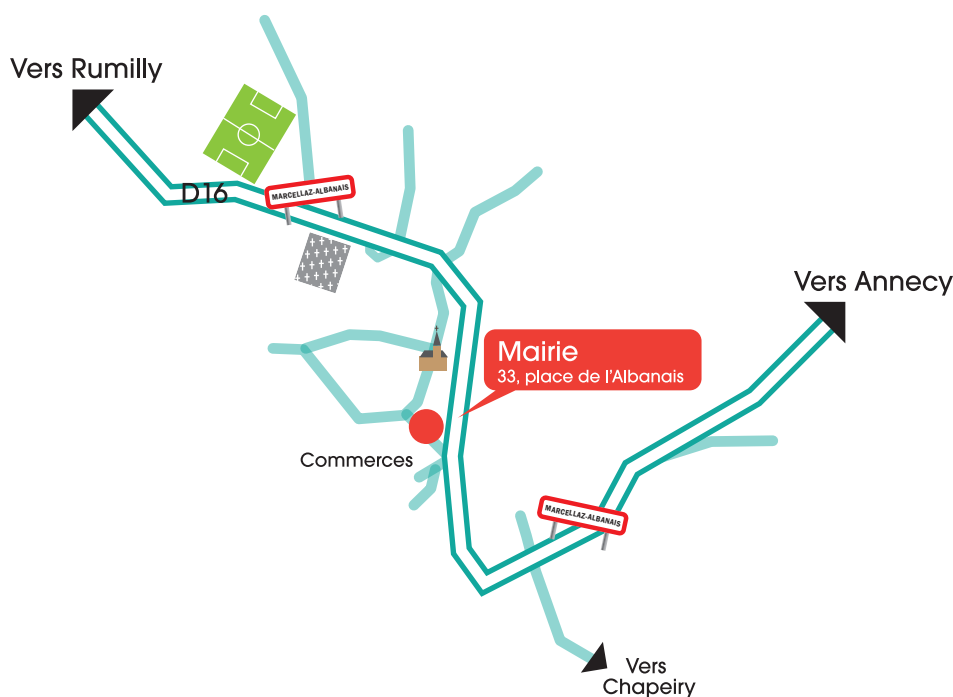 Vers Rumilly
D16
MARCELLAZ-ALBANAIS
Vers Annecy
Mairie
33, place de l'Albanais
Commerces
MARCELLAZ-ALBANAIS
Vers
Chapeiry